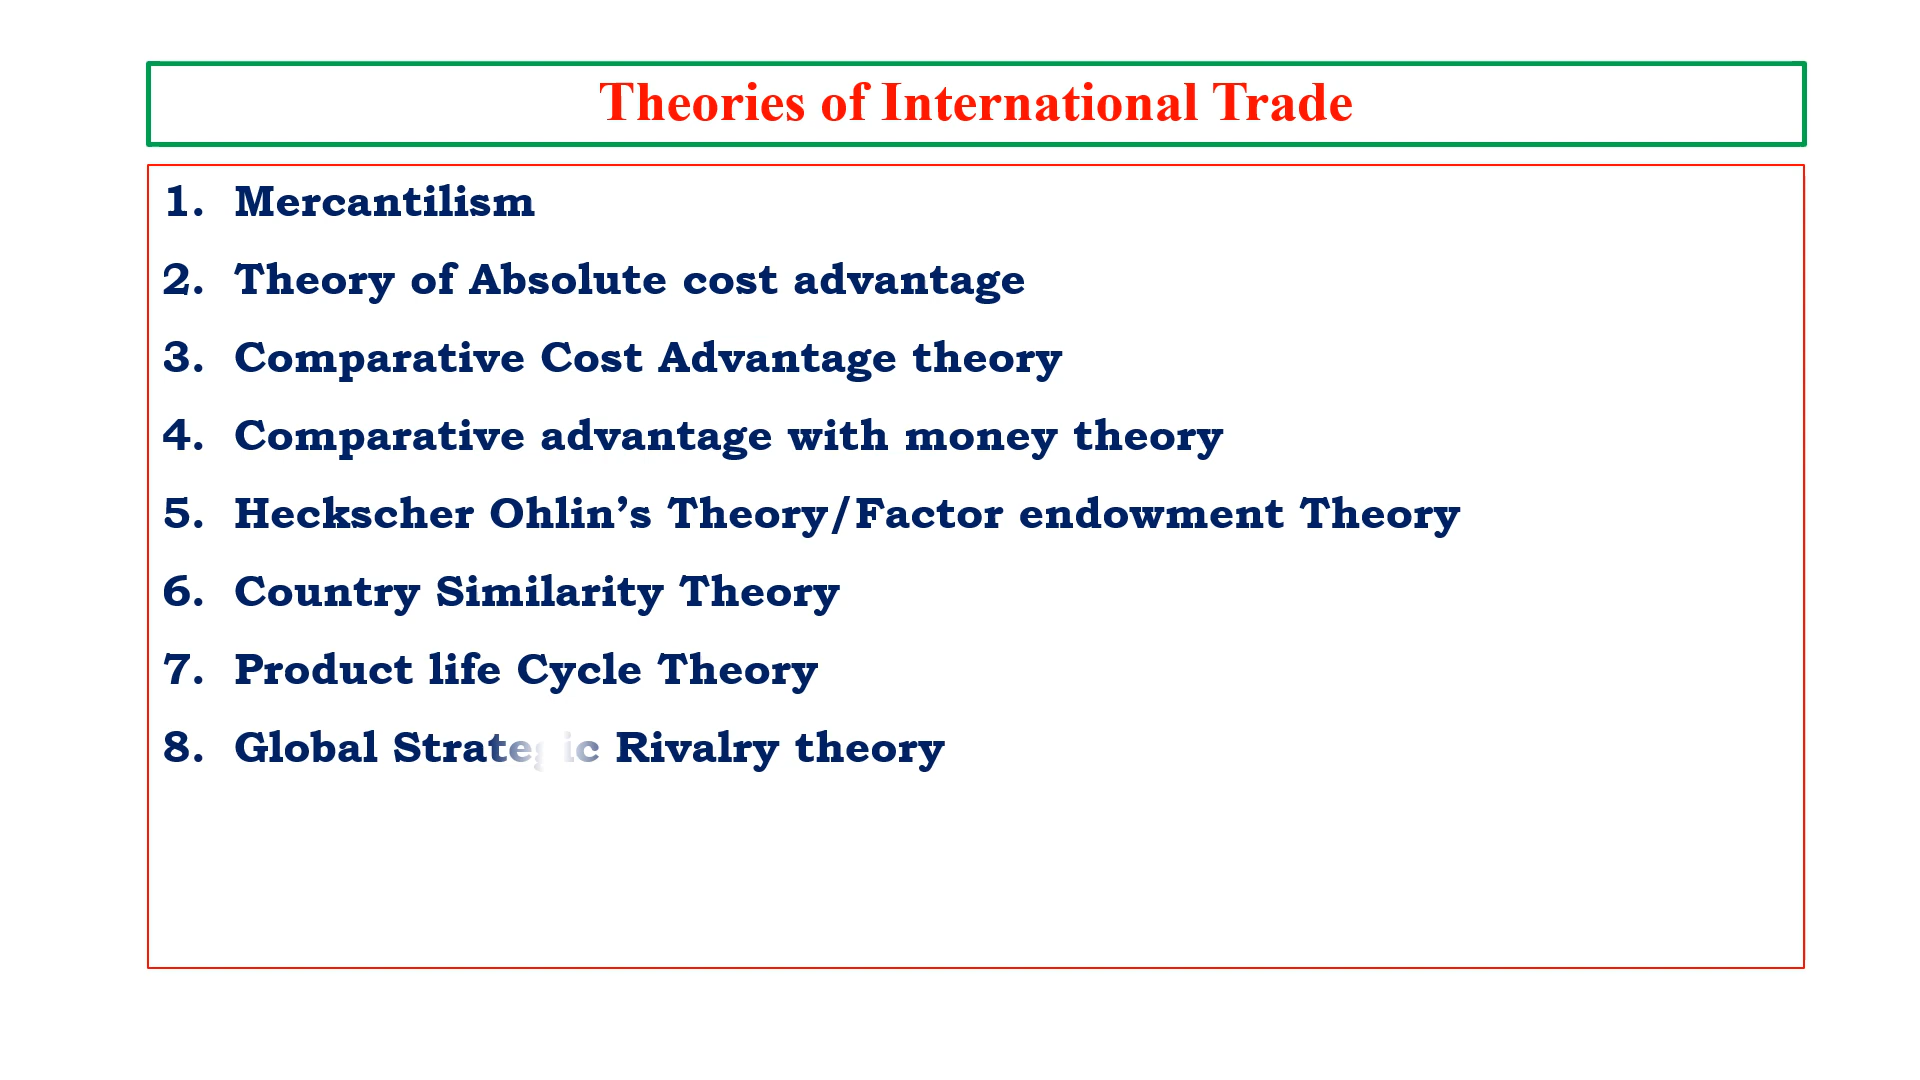 Theories of International Trade
1. Mercantilism
2. Theory of Absolute cost advantage
3. Comparative Cost Advantage theory
4. Comparative advantage with money theory
5. Heckscher Ohlin’s Theory/Factor endowment Theory
6. Country Similarity Theory
7. Product life Cycle Theory
8. Global Strategic Rivalry theory